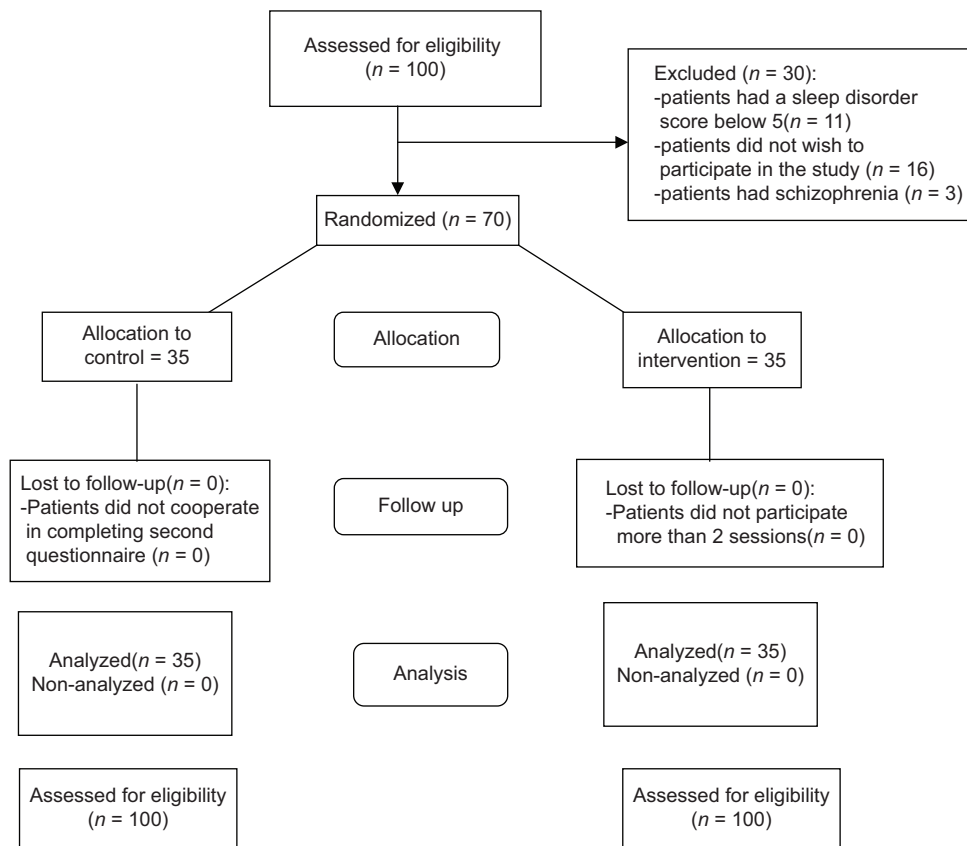 Assessed for eligibility
(n = 100)
Excluded (n = 30):
-patients had a sleep disorder
score below 5(n = 11)
-patients did not wish to
participate in the study (n = 16)
-patients had schizophrenia (n = 3)
Randomized (n = 70)
Allocation to
control = 35
Allocation
Allocation to
intervention = 35
Lost to follow-up(n = 0):
-Patients did not cooperate
in completing second
questionnaire (n = 0)
Follow up
Lost to follow-up(n = 0):
-Patients did not participate
more than 2 sessions(n = 0)
Analyzed(n = 35)
Non-analyzed (n = 0)
Analysis
Analyzed(n = 35)
Non-analyzed (n = 0)
Assessed for eligibility
(n = 100)
Assessed for eligibility
(n = 100)